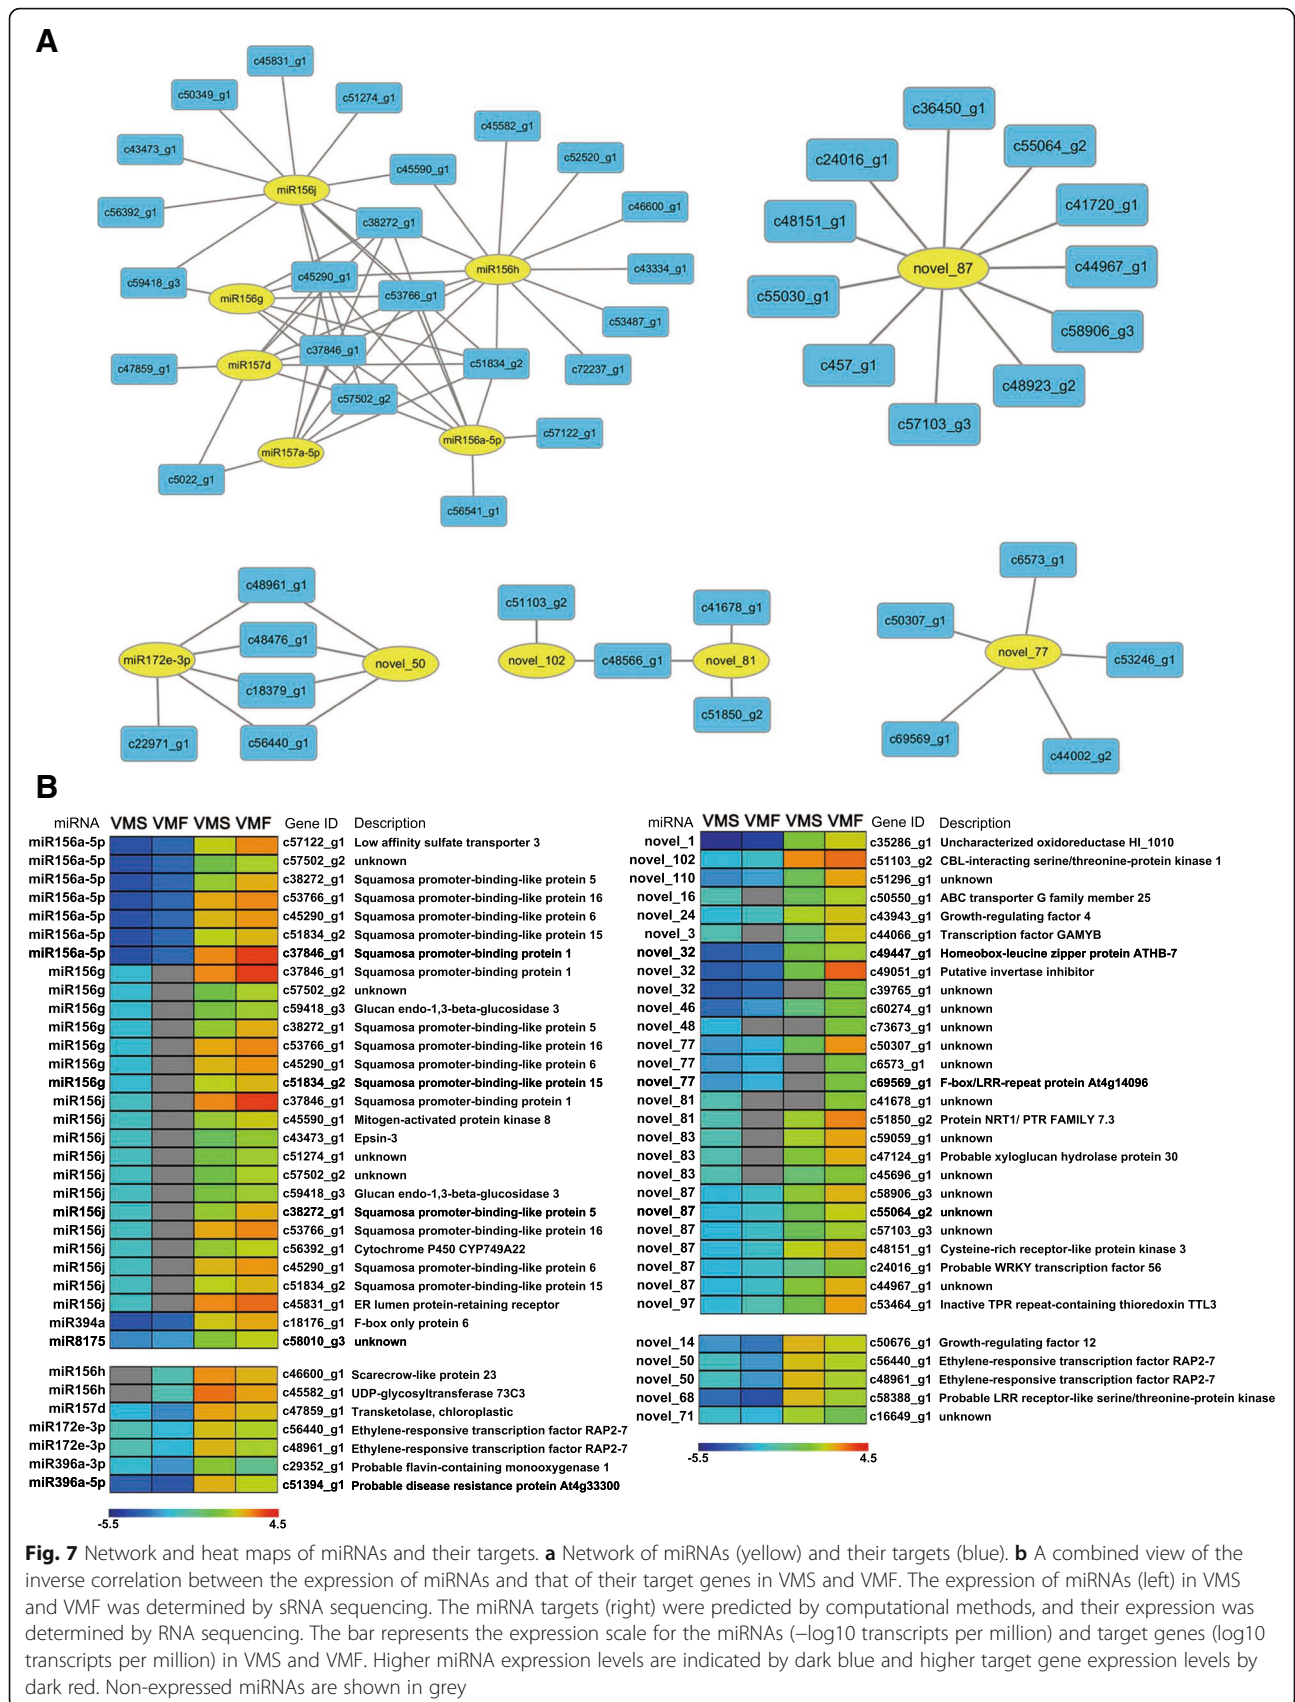 A
c45831_g1
c50349_g1
c51274_g1
c43473_g1
c45582_g1
c52520_g1
c45590_g1
miR156j
c56392_g1
c46600_g1
c38272_g1
c59418_g3
c45290_g1
miR156h
c43334_g1
miR156g
c53766_g1
c53487_g1
c37846_g1
c47859_g1
miR157d
c51834_g2
c72237_g1
c57502_g2
miR157a-5p
miR156a-5p
c57122_g1
c5022_g1
c56541_g1
c36450_g1
c24016_g1
c55064_g2
c48151_g1
c41720_g1
novel_87
c44967_g1
c55030_g1
c58906_g3
c457_g1
c48923_g2
c57103_g3
c48961_g1
c48476_g1
miR172e-3p
novel_50
c18379_g1
c22971_g1
c56440_g1
c51103_g2
c41678_g1
novel_102
c48566_g1
novel_81
c51850_g2
c6573_g1
c50307_g1
novel_77
c53246_g1
c69569_g1
c44002_g2
B
miRNA VMS VMF VMS VMF Gene ID Description
miR156a-5p c57122_g1 Low affinity sulfate transporter 3
miR156a-5p c57502_g2 unknown
miR156a-5p c38272_g1 Squamosa promoter-binding-like protein 5
miR156a-5p c53766_g1 Squamosa promoter-binding-like protein 16
miR156a-5p c45290_g1 Squamosa promoter-binding-like protein 6
miR156a-5p c51834_g2 Squamosa promoter-binding-like protein 15
miR156a-5p c37846_g1 Squamosa promoter-binding protein 1
miR156g c37846_g1 Squamosa promoter-binding protein 1
miR156g c57502_g2 unknown
miR156g c59418_g3 Glucan endo-1,3-beta-glucosidase 3
miR156g c38272_g1 Squamosa promoter-binding-like protein 5
miR156g c53766_g1 Squamosa promoter-binding-like protein 16
miR156g c45290_g1 Squamosa promoter-binding-like protein 6
miR156g c51834_g2 Squamosa promoter-binding-like protein 15
miR156j c37846_g1 Squamosa promoter-binding protein 1
miR156j c45590_g1 Mitogen-activated protein kinase 8
miR156j c43473_g1 Epsin-3
miR156j c51274_g1 unknown
miR156j c57502_g2 unknown
miR156j c59418_g3 Glucan endo-1,3-beta-glucosidase 3
miR156j c38272_g1 Squamosa promoter-binding-like protein 5
miR156j c53766_g1 Squamosa promoter-binding-like protein 16
miR156j c56392_g1 Cytochrome P450 CYP749A22
miR156j c45290_g1 Squamosa promoter-binding-like protein 6
miR156j c51834_g2 Squamosa promoter-binding-like protein 15
miR156j c45831_g1 ER lumen protein-retaining receptor
miR394a c18176_g1 F-box only protein 6
miR8175 c58010_g3 unknown
miR156h c46600_g1 Scarecrow-like protein 23
miR156h c45582_g1 UDP-glycosyltransferase 73C3
miR157d c47859_g1 Transketolase, chloroplastic
miR172e-3p c56440_g1 Ethylene-responsive transcription factor RAP2-7
miR172e-3p c48961_g1 Ethylene-responsive transcription factor RAP2-7
miR396a-3p c29352_g1 Probable flavin-containing monooxygenase 1
miR396a-5p c51394_g1 Probable disease resistance protein At4g33300
-5.5 4.5
miRNA VMS VMF VMS VMF Gene ID Description
novel_1 c35286_g1 Uncharacterized oxidoreductase HI_1010
novel_102 c51103_g2 CBL-interacting serine/threonine-protein kinase 1
novel_110 c51296_g1 unknown
novel_16 c50550_g1 ABC transporter G family member 25
novel_24 c43943_g1 Growth-regulating factor 4
novel_3 c44066_g1 Transcription factor GAMYB
novel_32 c49447_g1 Homeobox-leucine zipper protein ATHB-7
novel_32 c49051_g1 Putative invertase inhibitor
novel_32 c39765_g1 unknown
novel_46 c60274_g1 unknown
novel_48 c73673_g1 unknown
novel_77 c50307_g1 unknown
novel_77 c6573_g1 unknown
novel_77 c69569_g1 F-box/LRR-repeat protein At4g14096
novel_81 c41678_g1 unknown
novel_81 c51850_g2 Protein NRT1/ PTR FAMILY 7.3
novel_83 c59059_g1 unknown
novel_83 c47124_g1 Probable xyloglucan hydrolase protein 30
novel_83 c45696_g1 unknown
novel_87 c58906_g3 unknown
novel_87 c55064_g2 unknown
novel_87 c57103_g3 unknown
novel_87 c48151_g1 Cysteine-rich receptor-like protein kinase 3
novel_87 c24016_g1 Probable WRKY transcription factor 56
novel_87 c44967_g1 unknown
novel_97 c53464_g1 Inactive TPR repeat-containing thioredoxin TTL3
novel_14 c50676_g1 Growth-regulating factor 12
novel_50 c56440_g1 Ethylene-responsive transcription factor RAP2-7
novel_50 c48961_g1 Ethylene-responsive transcription factor RAP2-7
novel_68 c58388_g1 Probable LRR receptor-like serine/threonine-protein kinase
novel_71 c16649_g1 unknown
-5.5 4.5
Fig. 7 Network and heat maps of miRNAs and their targets. a Network of miRNAs (yellow) and their targets (blue). b A combined view of the
inverse correlation between the expression of miRNAs and that of their target genes in VMS and VMF. The expression of miRNAs (left) in VMS
and VMF was determined by sRNA sequencing. The miRNA targets (right) were predicted by computational methods, and their expression was
determined by RNA sequencing. The bar represents the expression scale for the miRNAs (−log10 transcripts per million) and target genes (log10
transcripts per million) in VMS and VMF. Higher miRNA expression levels are indicated by dark blue and higher target gene expression levels by
dark red. Non-expressed miRNAs are shown in grey